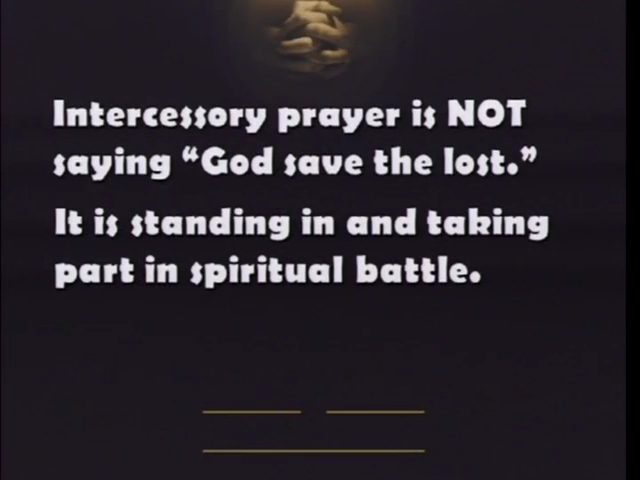 Intercessory prayer is NOT
saying “God save the lost.”
It is standing in and taking
part in spiritual battle.